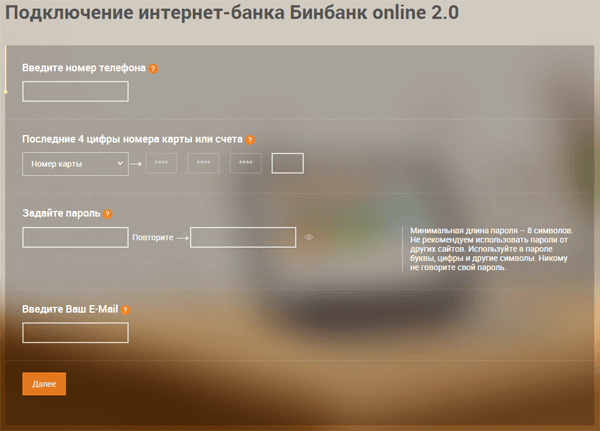 Подключение интернет-банка Бинбанк online 2.0
Введите номер телефона ?
Последние 4 цифры номера карты или счета ?
Номер карты **** **** ****
Задайте пароль ?
Повторите
Минимальная длина пароля – 8 символов.
Не рекомендуем использовать пароли от
других сайтов. Используйте в пароле
буквы, цифры и другие символы. Никому
не говорите свой пароль.
Введите Ваш E-Mail ?
Далее